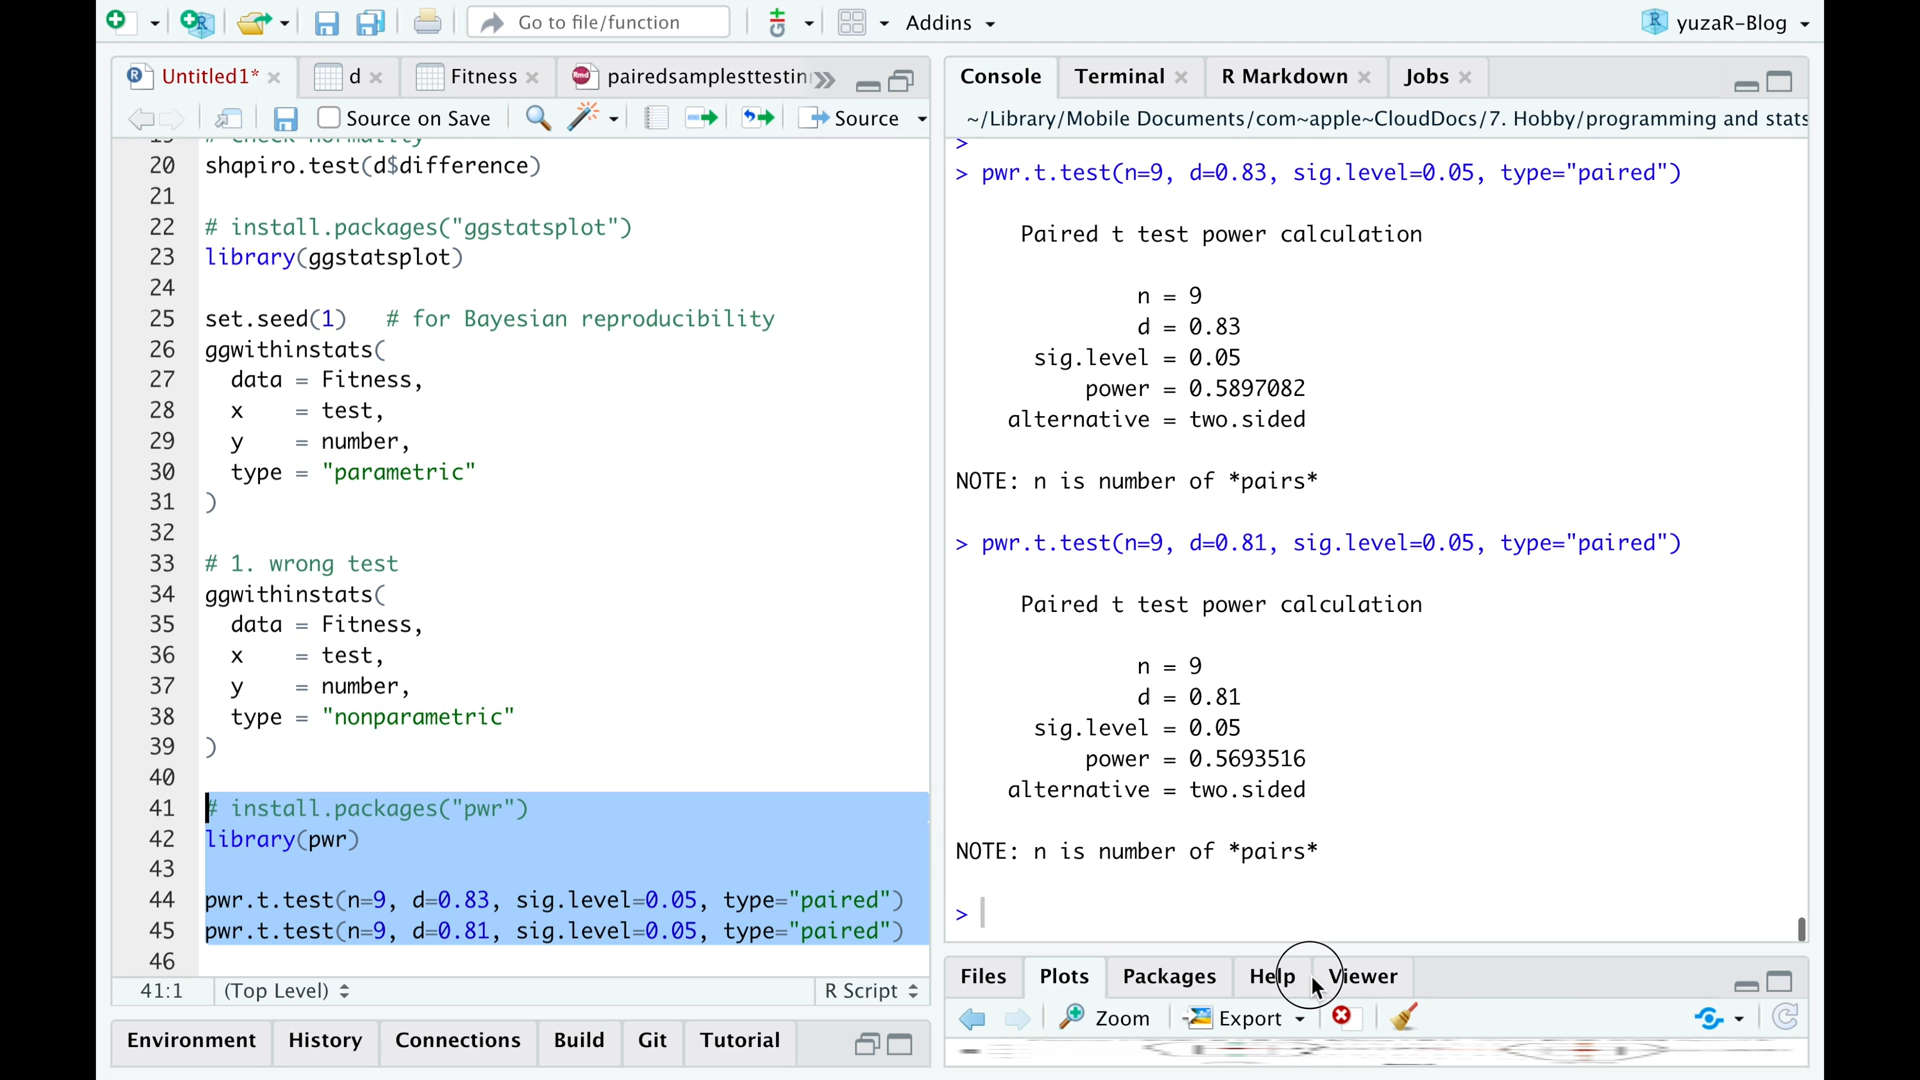 Go to file/function
Addins
yuzaR-Blog
Untitled1*
d
Fitness
pairedsamplesttestin
Source on Save
Source
19 # check normality
20 shapiro.test(d$difference)
21
22 # install.packages("ggstatsplot")
23 library(ggstatsplot)
24
25 set.seed(1)   # for Bayesian reproducibility
26 ggwithinstats(
27   data = Fitness,
28   x    = test,
29   y    = number,
30   type = "parametric"
31 )
32
33 # 1. wrong test
34 ggwithinstats(
35   data = Fitness,
36   x    = test,
37   y    = number,
38   type = "nonparametric"
39 )
40
41 # install.packages("pwr")
42 library(pwr)
43
44 pwr.t.test(n=9, d=0.83, sig.level=0.05, type="paired")
45 pwr.t.test(n=9, d=0.81, sig.level=0.05, type="paired")
46
41:1 (Top Level) R Script
Environment History Connections Build Git Tutorial
Console Terminal R Markdown Jobs
~/Library/Mobile Documents/com~apple~CloudDocs/7. Hobby/programming and stats
>
> pwr.t.test(n=9, d=0.83, sig.level=0.05, type="paired")
Paired t test power calculation
n = 9
d = 0.83
sig.level = 0.05
power = 0.5897082
alternative = two.sided
NOTE: n is number of *pairs*
> pwr.t.test(n=9, d=0.81, sig.level=0.05, type="paired")
Paired t test power calculation
n = 9
d = 0.81
sig.level = 0.05
power = 0.5693516
alternative = two.sided
NOTE: n is number of *pairs*
>
Files Plots Packages Help Viewer
Zoom Export